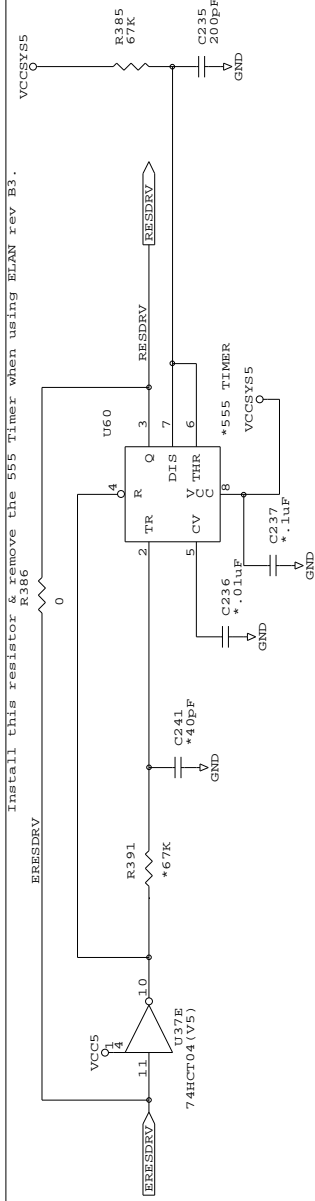 Install this resistor & remove the 555 Timer when using ELAN rev B3.
VCCSYS5
R385
67K
C235
200pF
GND
R386
0
ERESDRV
RESDRV
RESDRV
U60
4
R
TR
Q
3
2
DIS
7
THR
6
CV
5
V
C
C
8
*555 TIMER
VCCSYS5
C236
*.01uF
GND
C237
*.1uF
GND
R391
*67K
C241
*40pF
GND
VCC5
1
4
11
10
U37E
74HCT04(V5)
ERESDRV